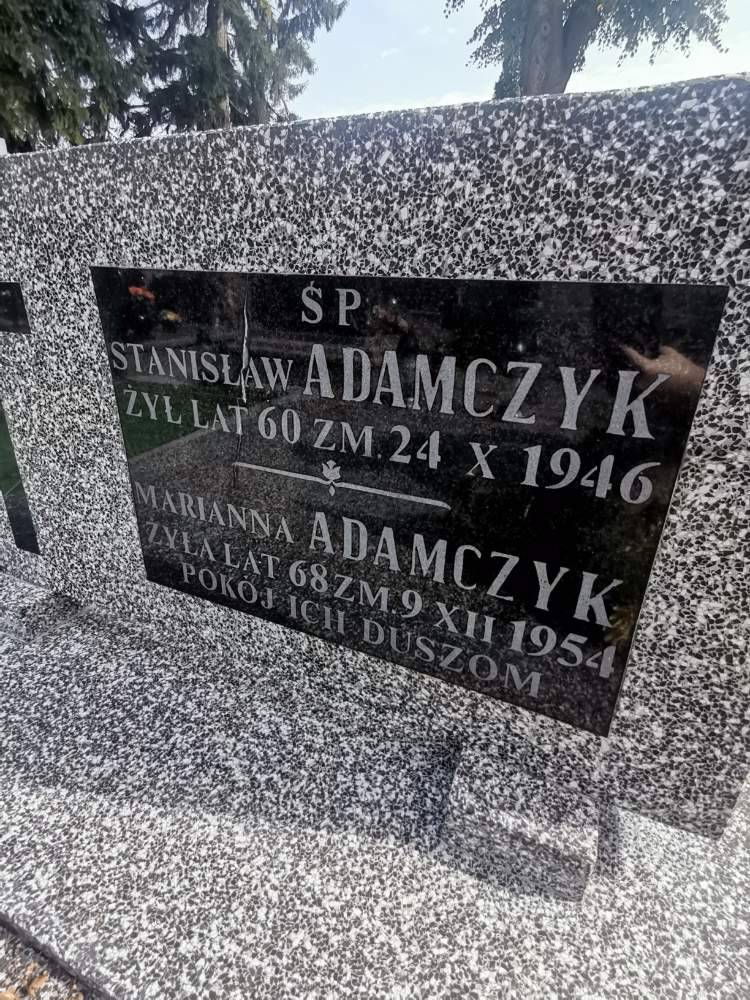 ŚP
STANISŁAW ADAMCZYK
ŻYŁ LAT 60 ZM. 24 X 1946
MARIANNA ADAMCZYK
ŻYŁA LAT 68 ZM. 9 XII 1954
POKÓJ ICH DUSZOM